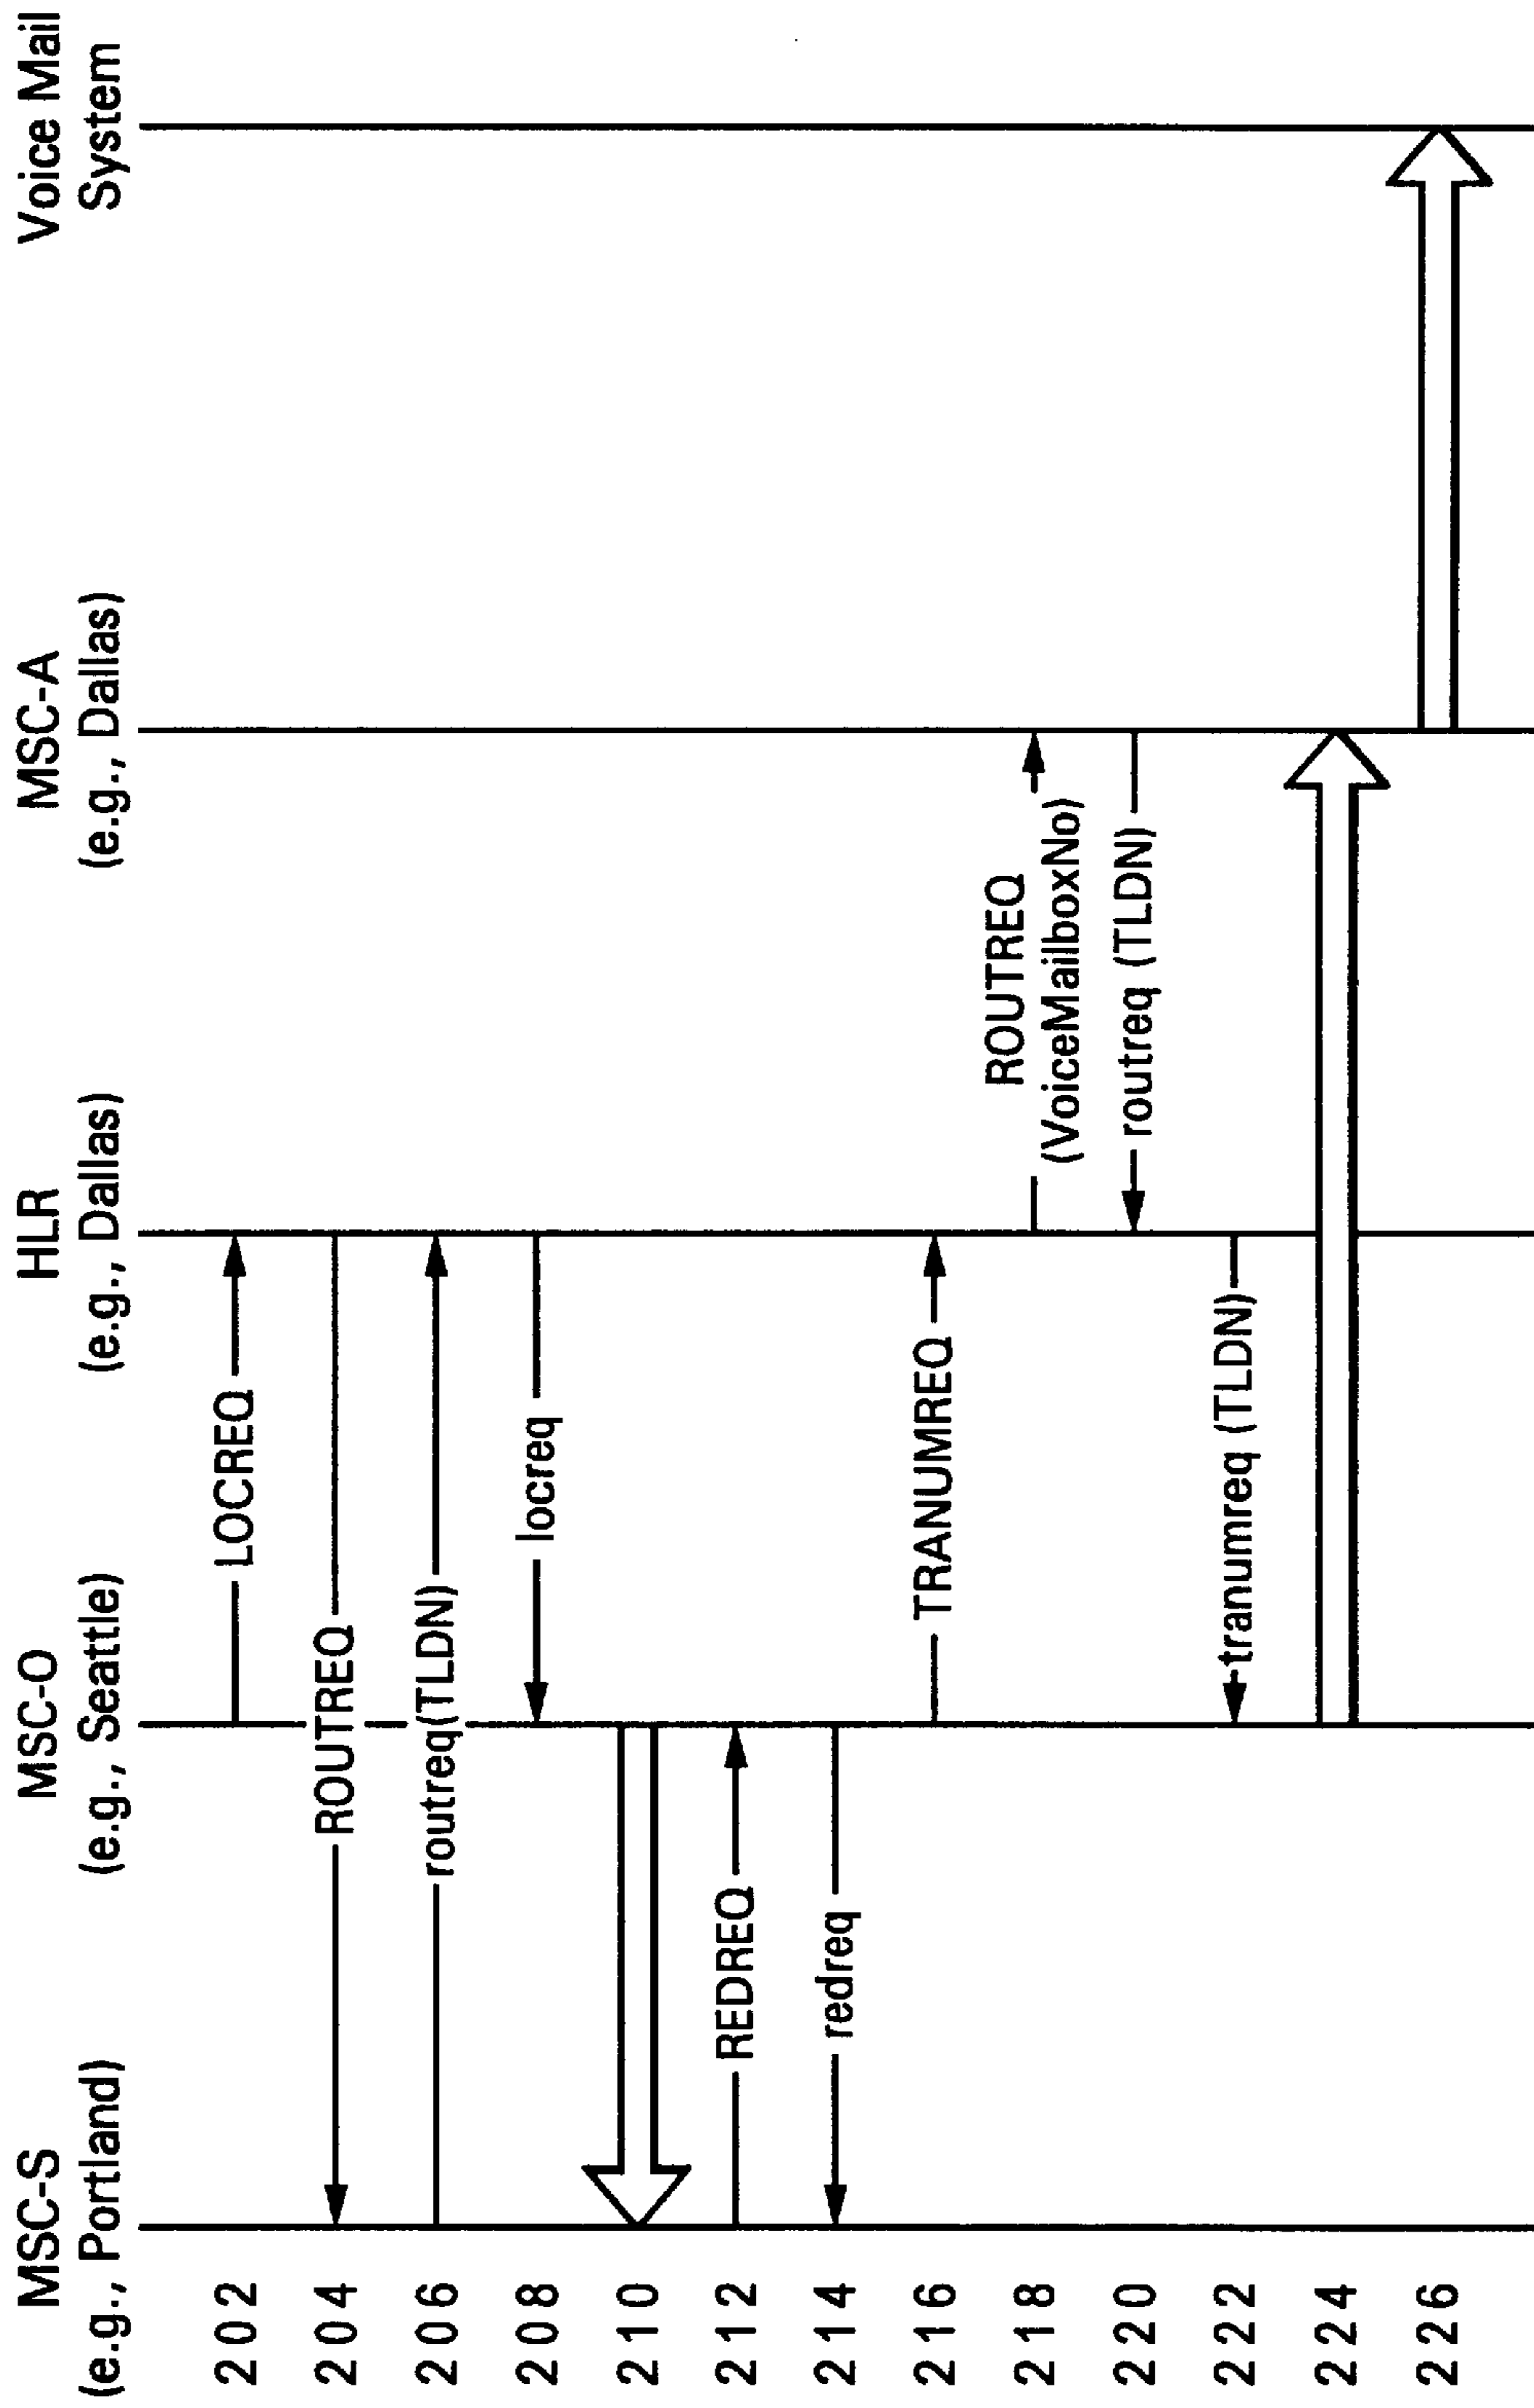 MSC-S
(e.g., Portland)
MSC-O
(e.g., Seattle)
HLR
(e.g., Dallas)
MSC-A
(e.g., Dallas)
Voice Mail
System
202
LOCREQ
204
ROUTREQ
206
routreq(TLDN)
208
locreq
210
212
REDREQ
214
redreq
216
TRANUMREQ
218
ROUTREQ
(VoiceMailboxNo)
220
routreq (TLDN)
222
tranumreq (TLDN)
224
226